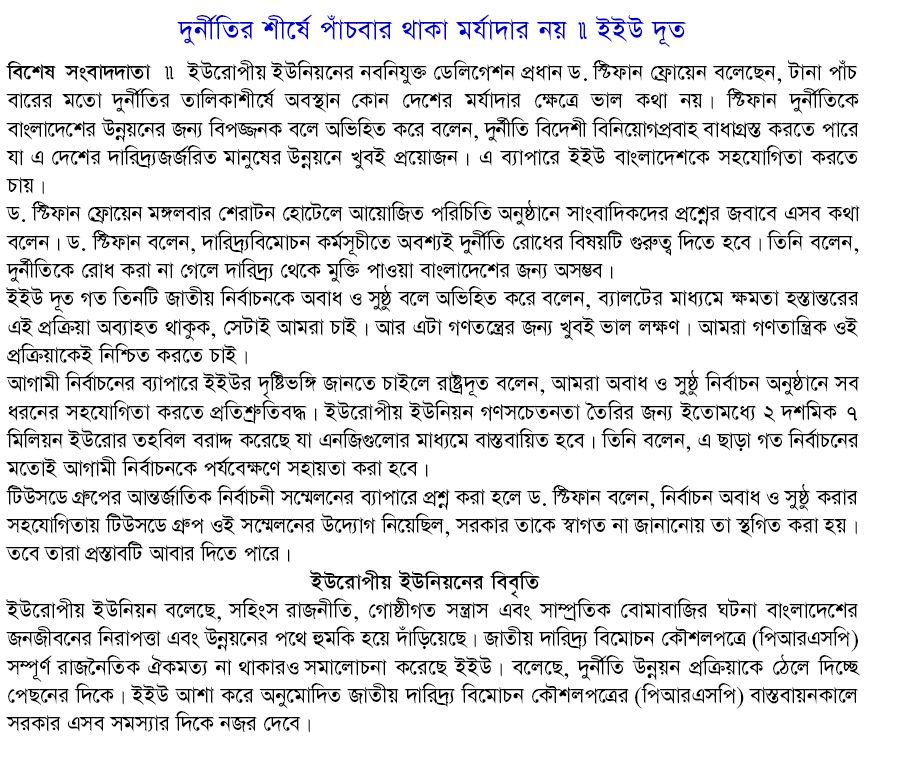 দুর্নীতির শীর্ষে পাঁচবার থাকা মর্যাদার নয় ॥ ইইউ দূত
বিশেষ সংবাদদাতা ॥ ইউরোপীয় ইউনিয়নের নবনিযুক্ত ডেলিগেশন প্রধান ড. স্টিফান ফ্রোয়েন বলেছেন, টানা পাঁচ
বারের মতো দুর্নীতির তালিকাশীর্ষে অবস্থান কোন দেশের মর্যাদার ক্ষেত্রে ভাল কথা নয়। স্টিফান দুর্নীতিকে
বাংলাদেশের উন্নয়নের জন্য বিপজ্জনক বলে অভিহিত করে বলেন, দুর্নীতি বিদেশী বিনিয়োগপ্রবাহ বাধাগ্রস্ত করতে পারে
যা এ দেশের দারিদ্র্যজর্জরিত মানুষের উন্নয়নে খুবই প্রয়োজন। এ ব্যাপারে ইইউ বাংলাদেশকে সহযোগিতা করতে
চায়।
ড. স্টিফান ফ্রোয়েন মঙ্গলবার শেরাটন হোটেলে আয়োজিত পরিচিতি অনুষ্ঠানে সাংবাদিকদের প্রশ্নের জবাবে এসব কথা
বলেন। ড. স্টিফান বলেন, দারিদ্র্যবিমোচন কর্মসূচীতে অবশ্যই দুর্নীতি রোধের বিষয়টি গুরুত্ব দিতে হবে। তিনি বলেন,
দুর্নীতিকে রোধ করা না গেলে দারিদ্র্য থেকে মুক্তি পাওয়া বাংলাদেশের জন্য অসম্ভব।
ইইউ দূত গত তিনটি জাতীয় নির্বাচনকে অবাধ ও সুষ্ঠু বলে অভিহিত করে বলেন, ব্যালটের মাধ্যমে ক্ষমতা হস্তান্তরের
এই প্রক্রিয়া অব্যাহত থাকুক, সেটাই আমরা চাই। আর এটা গণতন্ত্রের জন্য খুবই ভাল লক্ষণ। আমরা গণতান্ত্রিক ওই
প্রক্রিয়াকেই নিশ্চিত করতে চাই।
আগামী নির্বাচনের ব্যাপারে ইইউর দৃষ্টিভঙ্গি জানতে চাইলে রাষ্ট্রদূত বলেন, আমরা অবাধ ও সুষ্ঠু নির্বাচন অনুষ্ঠানে সব
ধরনের সহযোগিতা করতে প্রতিশ্রুতিবদ্ধ। ইউরোপীয় ইউনিয়ন গণসচেতনতা তৈরির জন্য ইতোমধ্যে ২ দশমিক ৭
মিলিয়ন ইউরোর তহবিল বরাদ্দ করেছে যা এনজিগুলোর মাধ্যমে বাস্তবায়িত হবে। তিনি বলেন, এ ছাড়া গত নির্বাচনের
মতোই আগামী নির্বাচনকে পর্যবেক্ষণে সহায়তা করা হবে।
টিউসডে গ্রুপের আন্তর্জাতিক নির্বাচনী সম্মেলনের ব্যাপারে প্রশ্ন করা হলে ড. স্টিফান বলেন, নির্বাচন অবাধ ও সুষ্ঠু করার
সহযোগিতায় টিউসডে গ্রুপ ওই সম্মেলনের উদ্যোগ নিয়েছিল, সরকার তাকে স্বাগত না জানানোয় তা স্থগিত করা হয়।
তবে তারা প্রস্তাবটি আবার দিতে পারে।
ইউরোপীয় ইউনিয়নের বিবৃতি
ইউরোপীয় ইউনিয়ন বলেছে, সহিংস রাজনীতি, গোষ্ঠীগত সন্ত্রাস এবং সাম্প্রতিক বোমাবাজির ঘটনা বাংলাদেশের
জনজীবনের নিরাপত্তা এবং উন্নয়নের পথে হুমকি হয়ে দাঁড়িয়েছে। জাতীয় দারিদ্র্য বিমোচন কৌশলপত্রে (পিআরএসপি)
সম্পূর্ণ রাজনৈতিক ঐকমত্য না থাকারও সমালোচনা করেছে ইইউ। বলেছে, দুর্নীতি উন্নয়ন প্রক্রিয়াকে ঠেলে দিচ্ছে
পেছনের দিকে। ইইউ আশা করে অনুমোদিত জাতীয় দারিদ্র্য বিমোচন কৌশলপত্রের (পিআরএসপি) বাস্তবায়নকালে
সরকার এসব সমস্যার দিকে নজর দেবে।